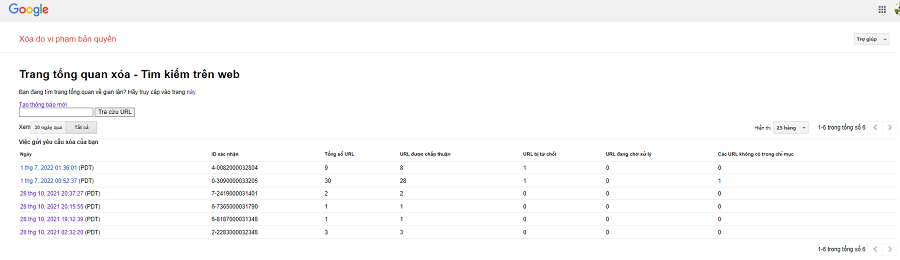 Google
Xóa do vi phạm bản quyền
Trợ giúp
Trang tổng quan xóa - Tìm kiếm trên web
Bạn đang tìm trang tổng quan về gian lận? Hãy truy cập vào trang này.
Tạo thông báo mới
Tra cứu URL
Xem 30 ngày qua Tất cả Hiển thị 25 hàng 1-6 trong tổng số 6
Việc gửi yêu cầu xóa của bạn
Ngày ID xác nhận Tổng số URL URL được chấp thuận URL bị từ chối URL đang chờ xử lý Các URL không có trong chỉ mục
1 thg 7, 2022 01:36:01 (PDT) 4-0082000032804 9 8 1 0 0
1 thg 7, 2022 00:52:37 (PDT) 0-3090000033205 30 28 1 0 1
28 thg 10, 2021 20:37:27 (PDT) 7-2419000031401 2 2 0 0 0
28 thg 10, 2021 20:15:55 (PDT) 6-7365000031790 1 1 0 0 0
28 thg 10, 2021 19:12:39 (PDT) 6-8187000031348 1 1 0 0 0
28 thg 10, 2021 02:32:20 (PDT) 2-2283000032348 3 3 0 0 0
1-6 trong tổng số 6